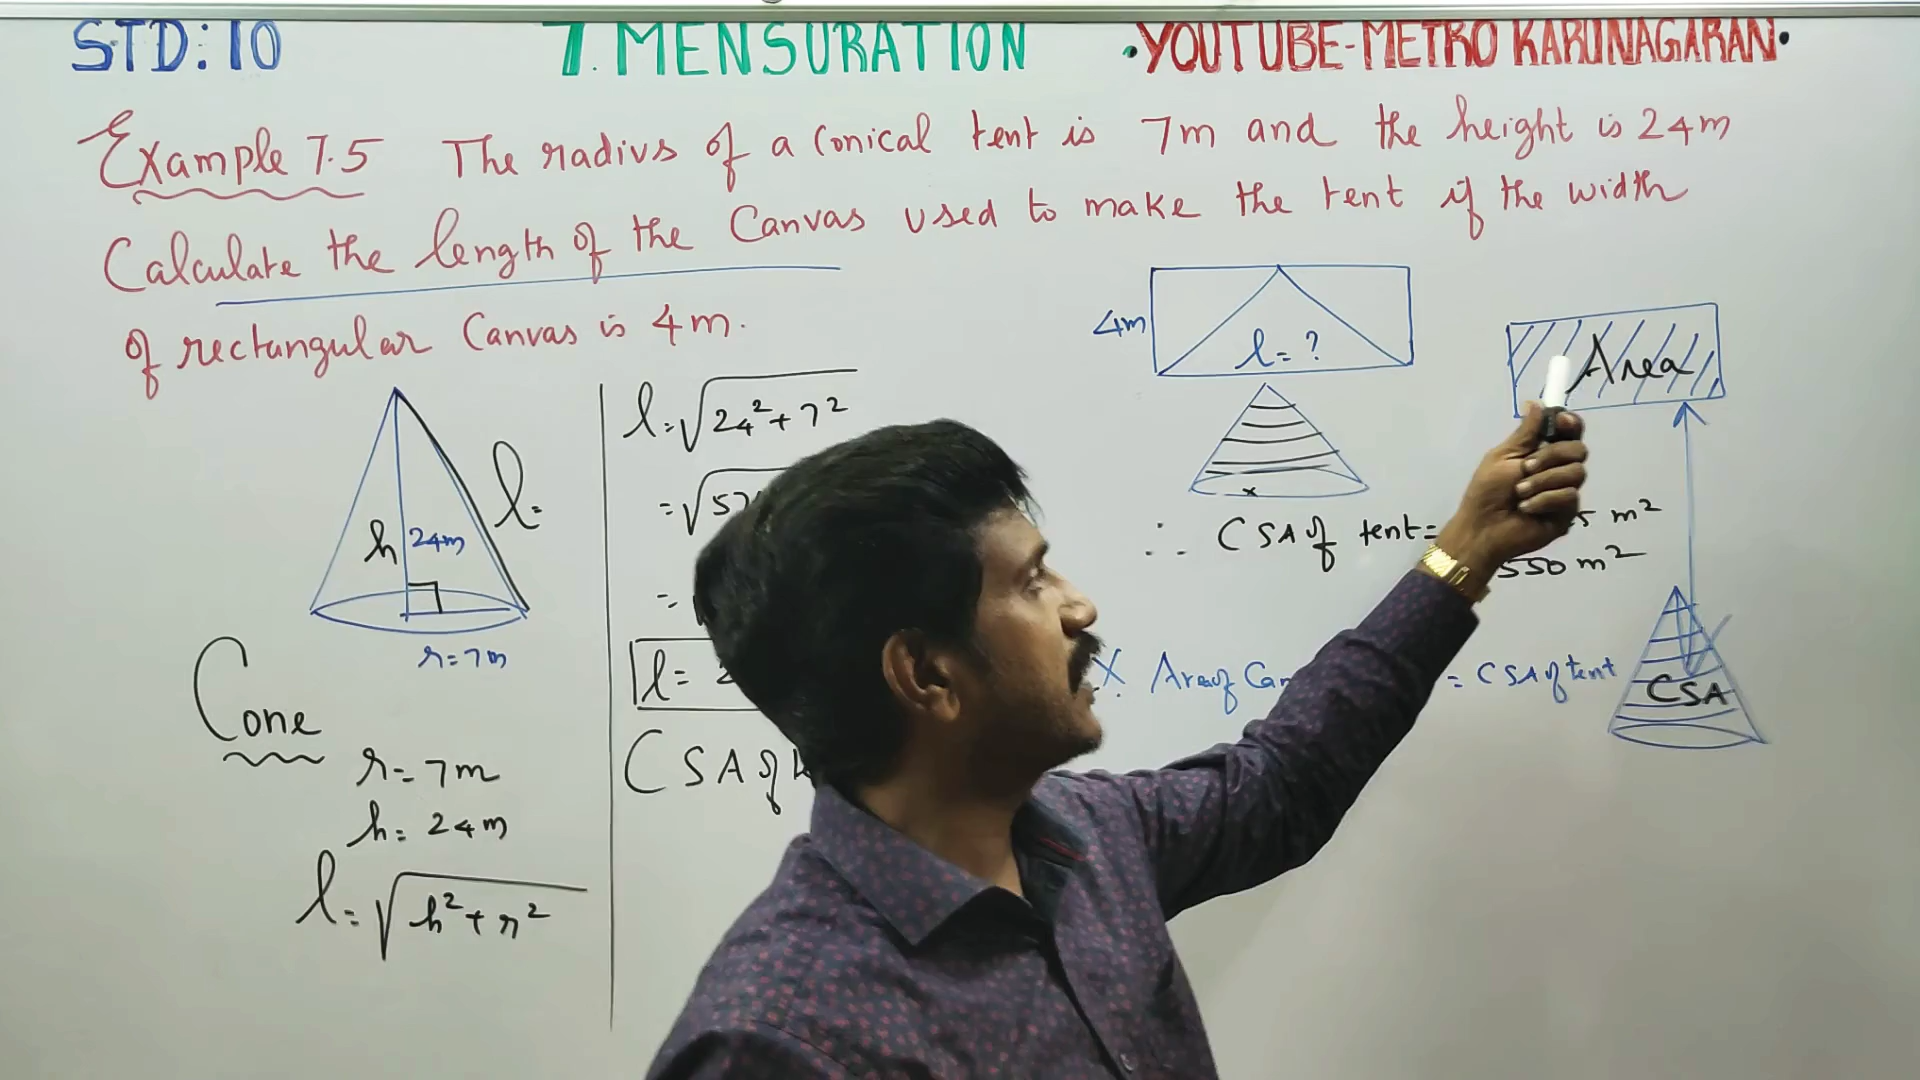 STD: 10
7. MENSURATION
·YOUTUBE-METRO KARUNAGARAN·
Example 7.5 The radius of a Conical tent is 7m and the height is 24m
Calculate the length of the Canvas used to make the tent if the width
of rectangular Canvas is 4m.
h 24m
l =
r = 7m
Cone
r = 7m
h = 24m
l = √h² + r²
l = √24² + 7²
= √57
=
l = 2
CSA of
4m
l = ?
Area
∴ CSA of tent =
5 m²
550 m²
Area of Can = CSA of tent
CSA